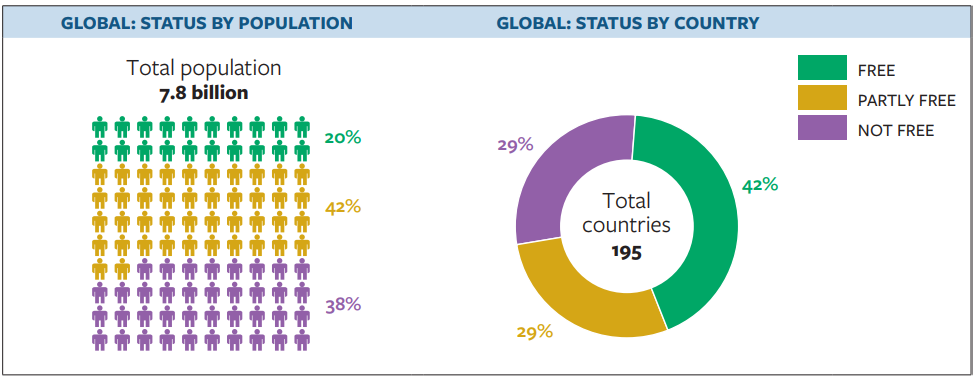 GLOBAL: STATUS BY POPULATION
Total population
7.8 billion
20%
42%
38%
GLOBAL: STATUS BY COUNTRY
FREE
PARTLY FREE
NOT FREE
29%
42%
Total
countries
195
29%